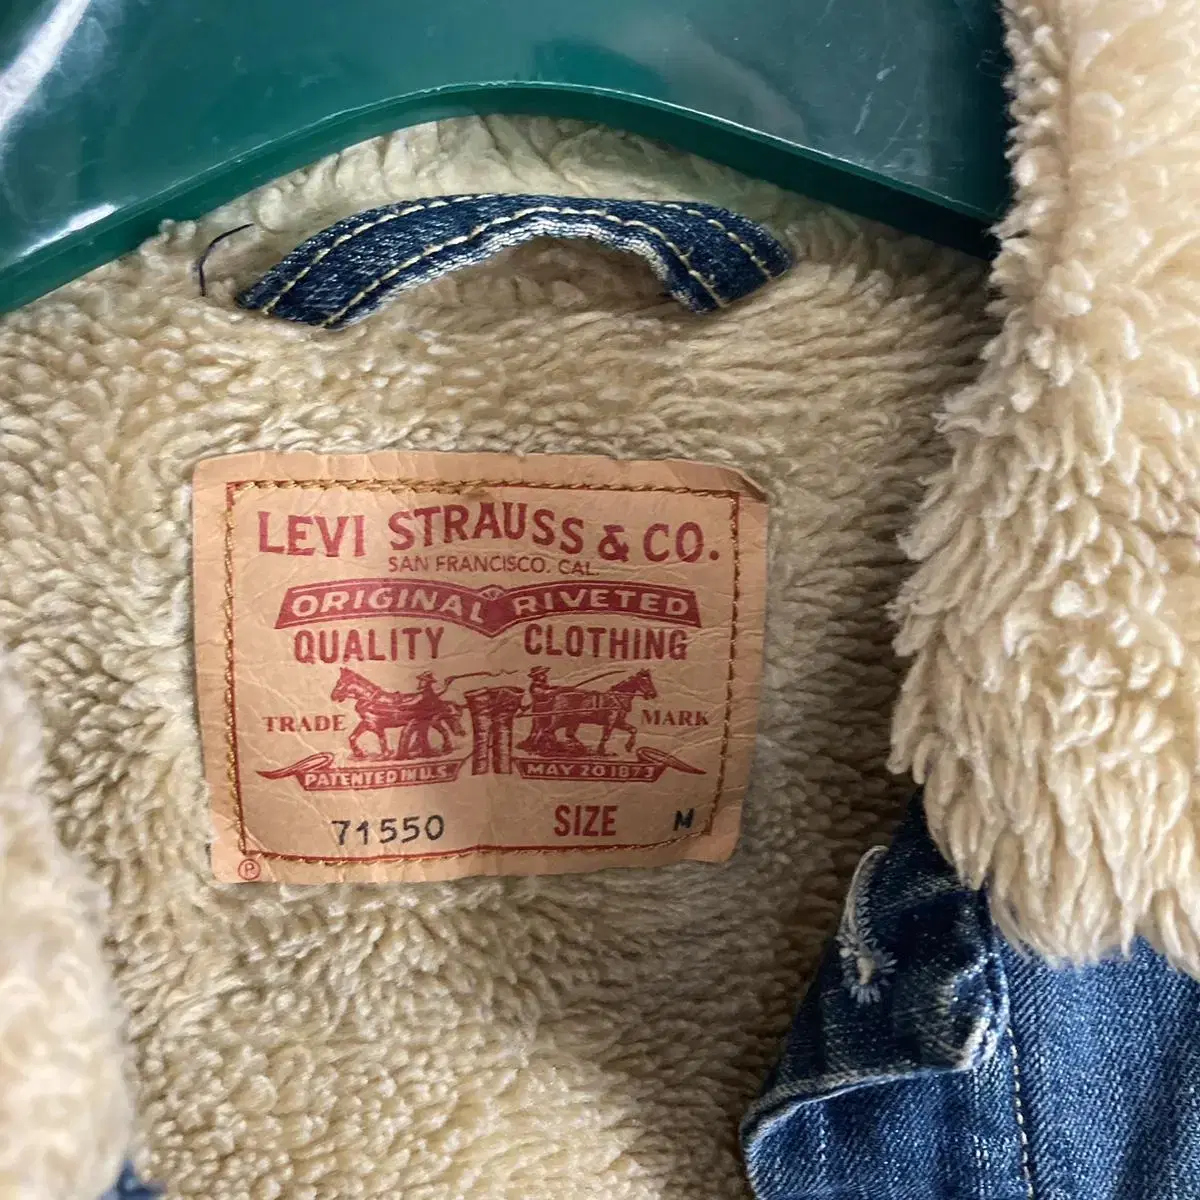 LEVI STRAUSS & CO.
SAN FRANCISCO, CAL.
ORIGINAL RIVETED
QUALITY CLOTHING
TRADE MARK
PATENTED IN U.S. MAY 20 1873
71550 SIZE M
Ⓟ